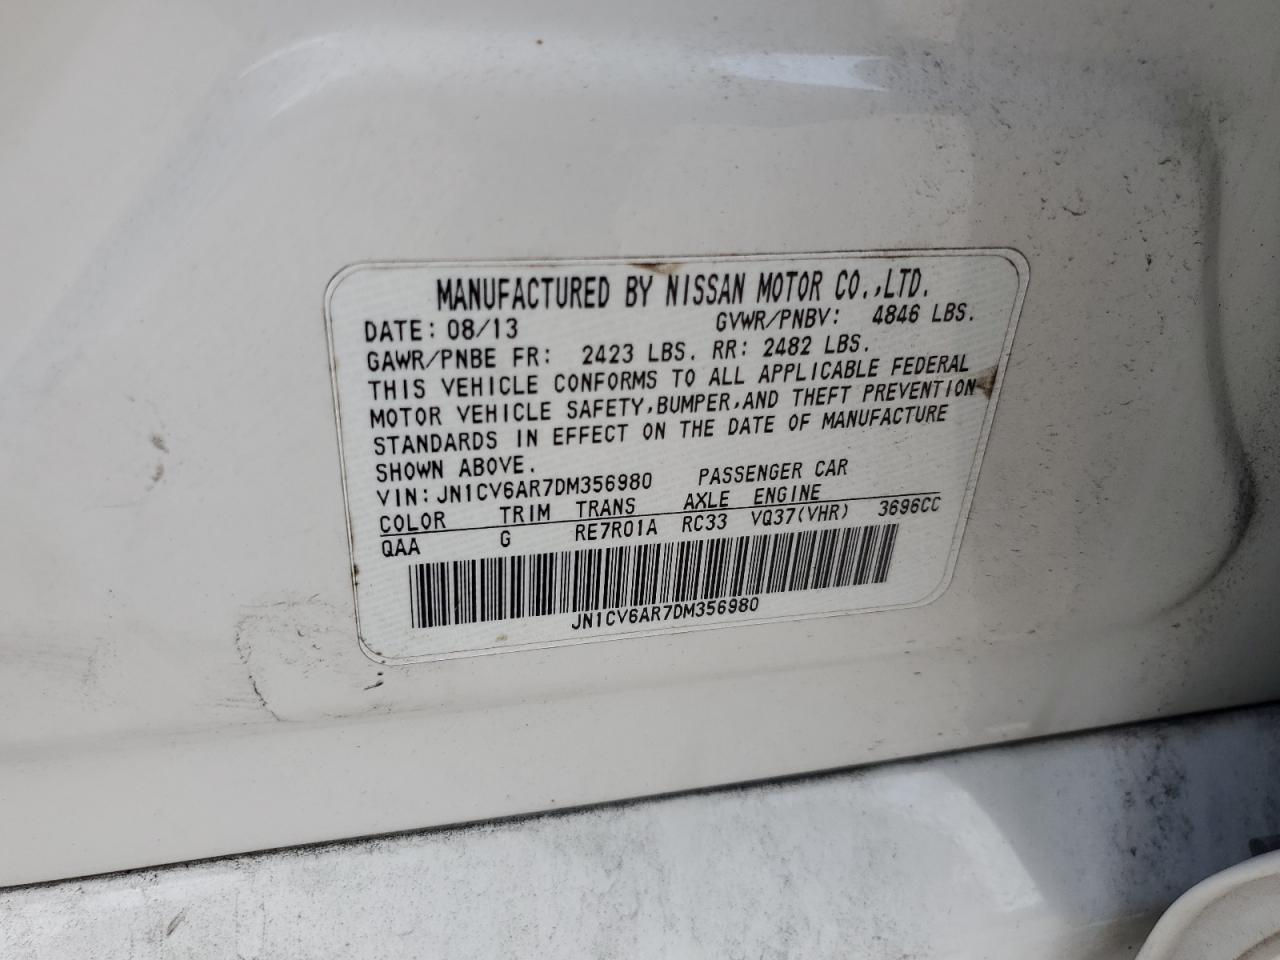 MANUFACTURED BY NISSAN MOTOR CO.,LTD.
DATE: 08/13 GVWR/PNBV: 4846 LBS.
GAWR/PNBE FR: 2423 LBS. RR: 2482 LBS.
THIS VEHICLE CONFORMS TO ALL APPLICABLE FEDERAL
MOTOR VEHICLE SAFETY,BUMPER,AND THEFT PREVENTION
STANDARDS IN EFFECT ON THE DATE OF MANUFACTURE
SHOWN ABOVE.
VIN: JN1CV6AR7DM356980 PASSENGER CAR
COLOR TRIM TRANS AXLE ENGINE
QAA G RE7R01A RC33 VQ37(VHR) 3696CC
JN1CV6AR7DM356980